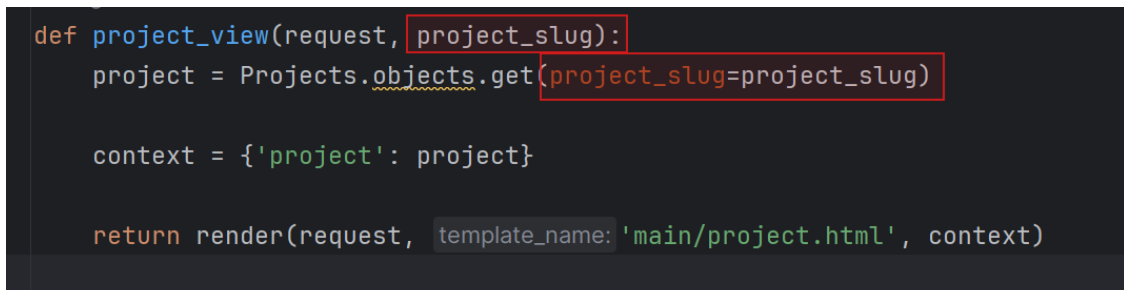 def project_view(request, project_slug):
project = Projects.objects.get(project_slug=project_slug)
context = {'project': project}
return render(request, template_name: 'main/project.html', context)